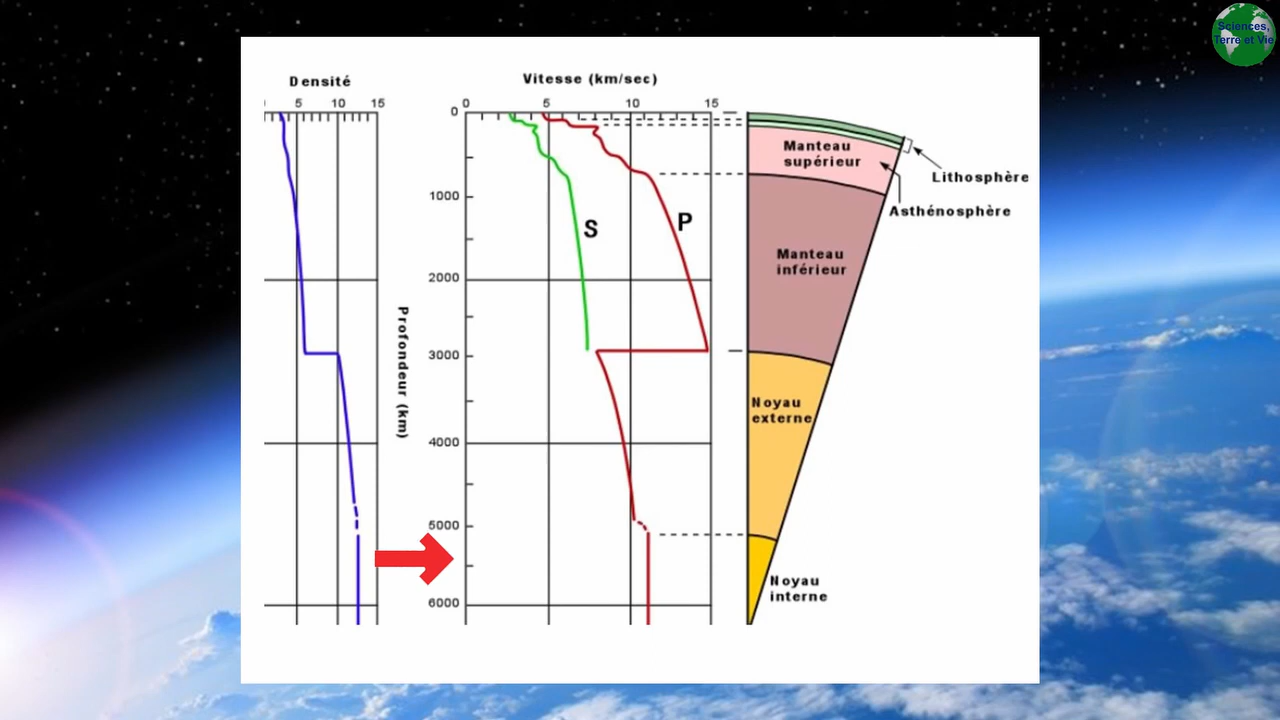 Sciences,
Terre et Vie
Densité
5 10 15
Vitesse (km/sec)
0 5 10 15
0
1000
2000
3000
4000
5000
6000
Profondeur (km)
S
P
Manteau
supérieur
Lithosphère
Asthénosphère
Manteau
inférieur
Noyau
externe
Noyau
interne